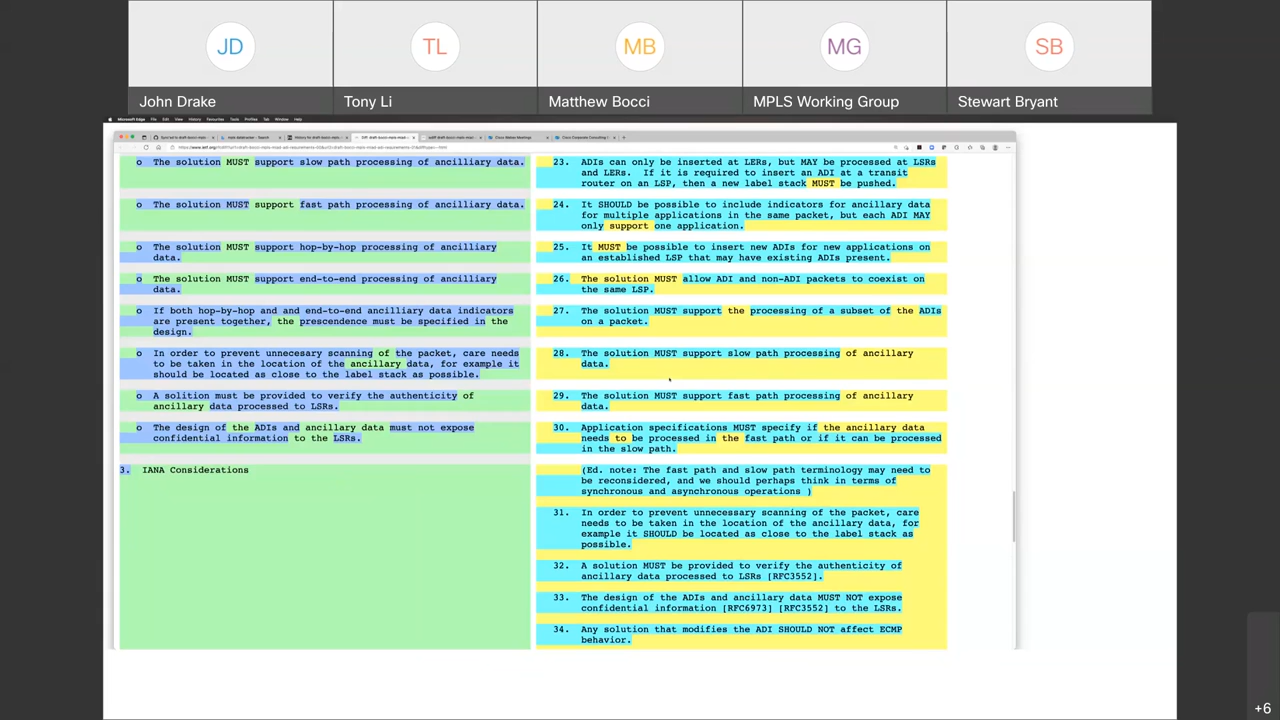 JD
TL
MB
MG
SB
John Drake
Tony Li
Matthew Bocci
MPLS Working Group
Stewart Bryant
Microsoft Edge File Edit View History Favourites Tools Profiles Tab Window Help
o The solution MUST support slow path processing of ancilliary data.
o The solution MUST support fast path processing of ancilliary data.
o The solution MUST support hop-by-hop processing of ancilliary
data.
o The solution MUST support end-to-end processing of ancilliary
data.
o If both hop-by-hop and and end-to-end ancilliary data indicators
are present together, the prescendence must be specified in the
design.
o In order to prevent unnecesary scanning of the packet, care needs
to be taken in the location of the ancillary data, for example it
should be located as close to the label stack as possible.
o A solition must be provided to verify the authenticity of
ancillary data processed to LSRs.
o The design of the ADIs and ancillary data must not expose
confidential information to the LSRs.
3. IANA Considerations
23. ADIs can only be inserted at LERs, but MAY be processed at LSRs
and LERs. If it is required to insert an ADI at a transit
router on an LSP, then a new label stack MUST be pushed.
24. It SHOULD be possible to include indicators for ancillary data
for multiple applications in the same packet, but each ADI MAY
only support one application.
25. It MUST be possible to insert new ADIs for new applications on
an established LSP that may have existing ADIs present.
26. The solution MUST allow ADI and non-ADI packets to coexist on
the same LSP.
27. The solution MUST support the processing of a subset of the ADIs
on a packet.
28. The solution MUST support slow path processing of ancillary
data.
29. The solution MUST support fast path processing of ancillary
data.
30. Application specifications MUST specify if the ancillary data
needs to be processed in the fast path or if it can be processed
in the slow path.
(Ed. note: The fast path and slow path terminology may need to
be reconsidered, and we should perhaps think in terms of
synchronous and asynchronous operations )
31. In order to prevent unnecessary scanning of the packet, care
needs to be taken in the location of the ancillary data, for
example it SHOULD be located as close to the label stack as
possible.
32. A solution MUST be provided to verify the authenticity of
ancillary data processed to LSRs [RFC3552].
33. The design of the ADIs and ancillary data MUST NOT expose
confidential information [RFC6973] [RFC3552] to the LSRs.
34. Any solution that modifies the ADI SHOULD NOT affect ECMP
behavior.
+6